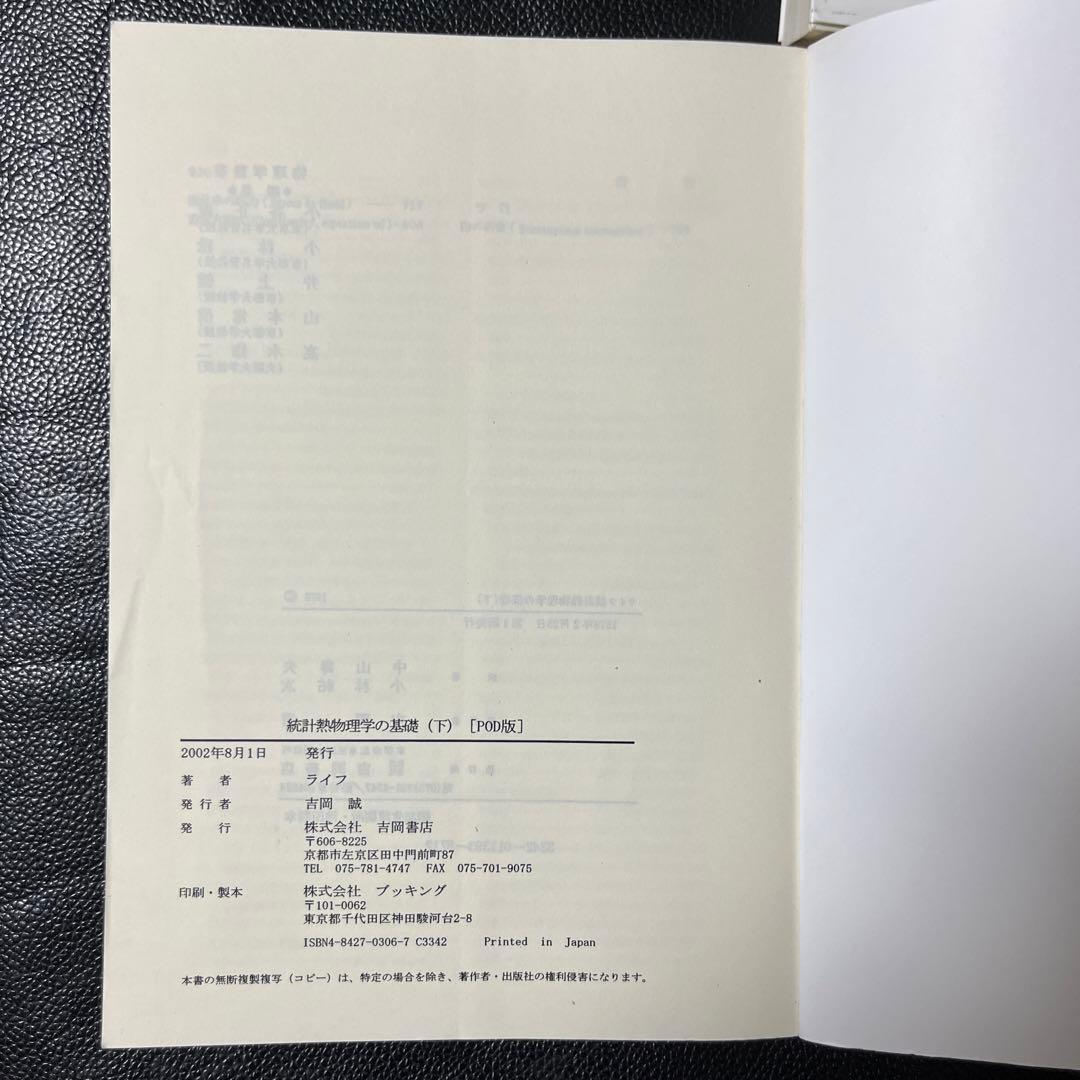 統計熱物理学の基礎（下）［POD版］
2002年8月1日 発行
著 者 ライフ
発行者 吉岡 誠
発 行 株式会社 吉岡書店
〒606-8225
京都市左京区田中門前町87
TEL 075-781-4747 FAX 075-701-9075
印刷・製本 株式会社 ブッキング
〒101-0062
東京都千代田区神田駿河台2-8
ISBN4-8427-0306-7 C3342 Printed in Japan
本書の無断複製複写（コピー）は、特定の場合を除き、著作者・出版社の権利侵害になります。